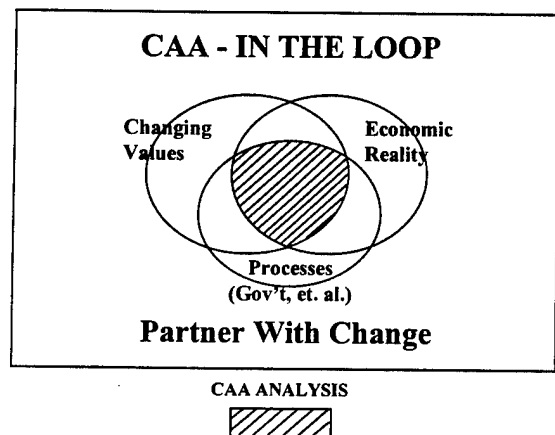 CAA - IN THE LOOP
Changing
Values
Economic
Reality
Processes
(Gov't, et. al.)
Partner With Change
CAA ANALYSIS